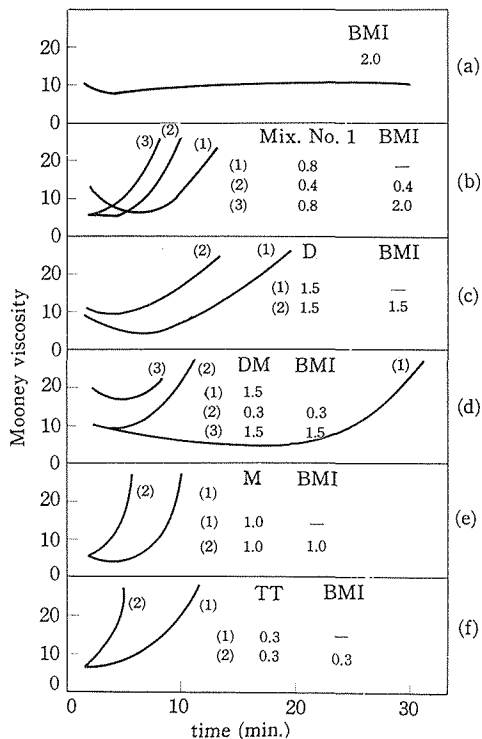 BMI
2.0
20
10
0
(a)
Mix. No. 1 BMI
(1) 0.8 —
(2) 0.4 0.4
(3) 0.8 2.0
(3) (2) (1)
20
10
0
(b)
D BMI
(1) 1.5 —
(2) 1.5 1.5
(2) (1)
20
10
0
(c)
DM BMI
(1) 1.5
(2) 0.3 0.3
(3) 1.5 1.5
(3) (2) (1)
20
10
0
(d)
M BMI
(1) 1.0 —
(2) 1.0 1.0
(2) (1)
20
10
0
(e)
TT BMI
(1) 0.3 —
(2) 0.3 0.3
(2) (1)
20
10
0
(f)
0 10 20 30
time (min.)
Mooney viscosity